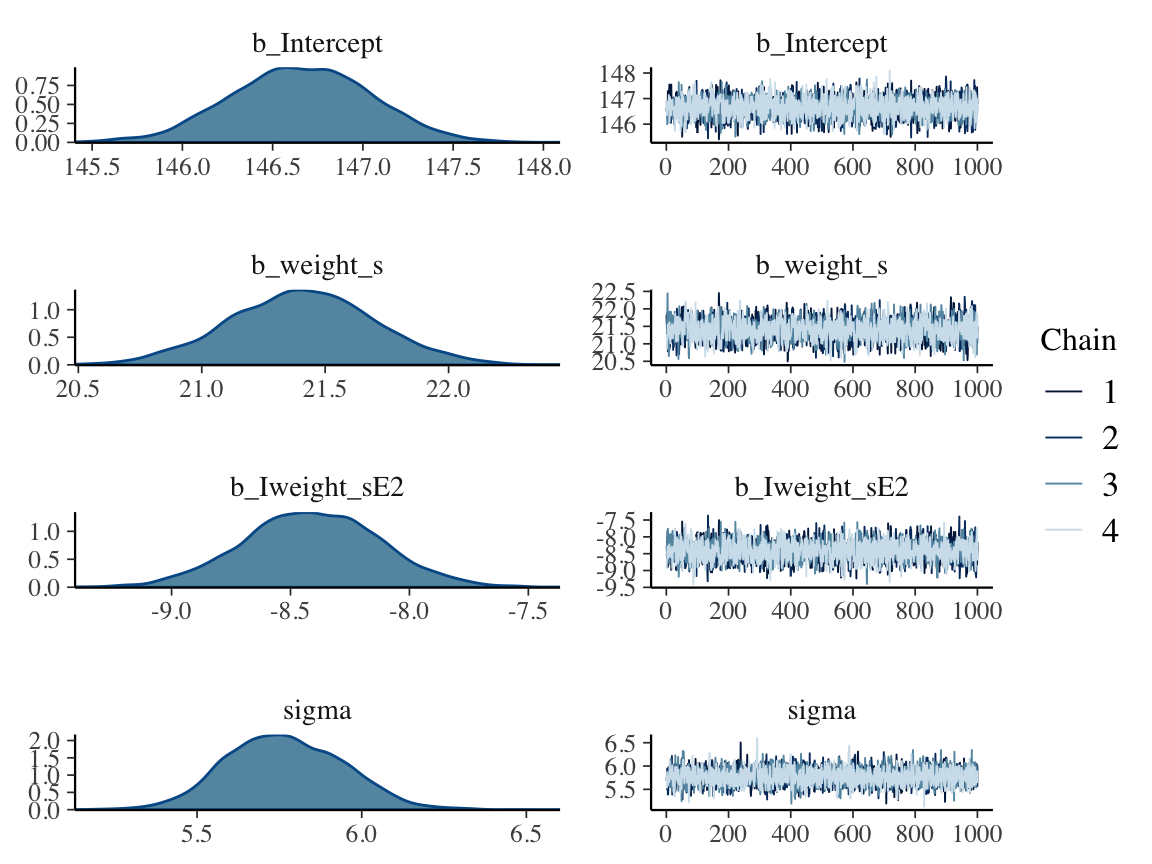 b_Intercept
0.75
0.50
0.25
0.00
145.5 146.0 146.5 147.0 147.5 148.0
b_Intercept
148
147
146
0 200 400 600 800 1000
b_weight_s
1.0
0.5
0.0
20.5 21.0 21.5 22.0
b_weight_s
22.5
22.0
21.5
21.0
20.5
0 200 400 600 800 1000
b_Iweight_sE2
1.0
0.5
0.0
-9.0 -8.5 -8.0 -7.5
b_Iweight_sE2
-7.5
-8.0
-8.5
-9.0
-9.5
0 200 400 600 800 1000
sigma
2.0
1.5
1.0
0.5
0.0
5.5 6.0 6.5
sigma
6.5
6.0
5.5
0 200 400 600 800 1000
Chain
1
2
3
4